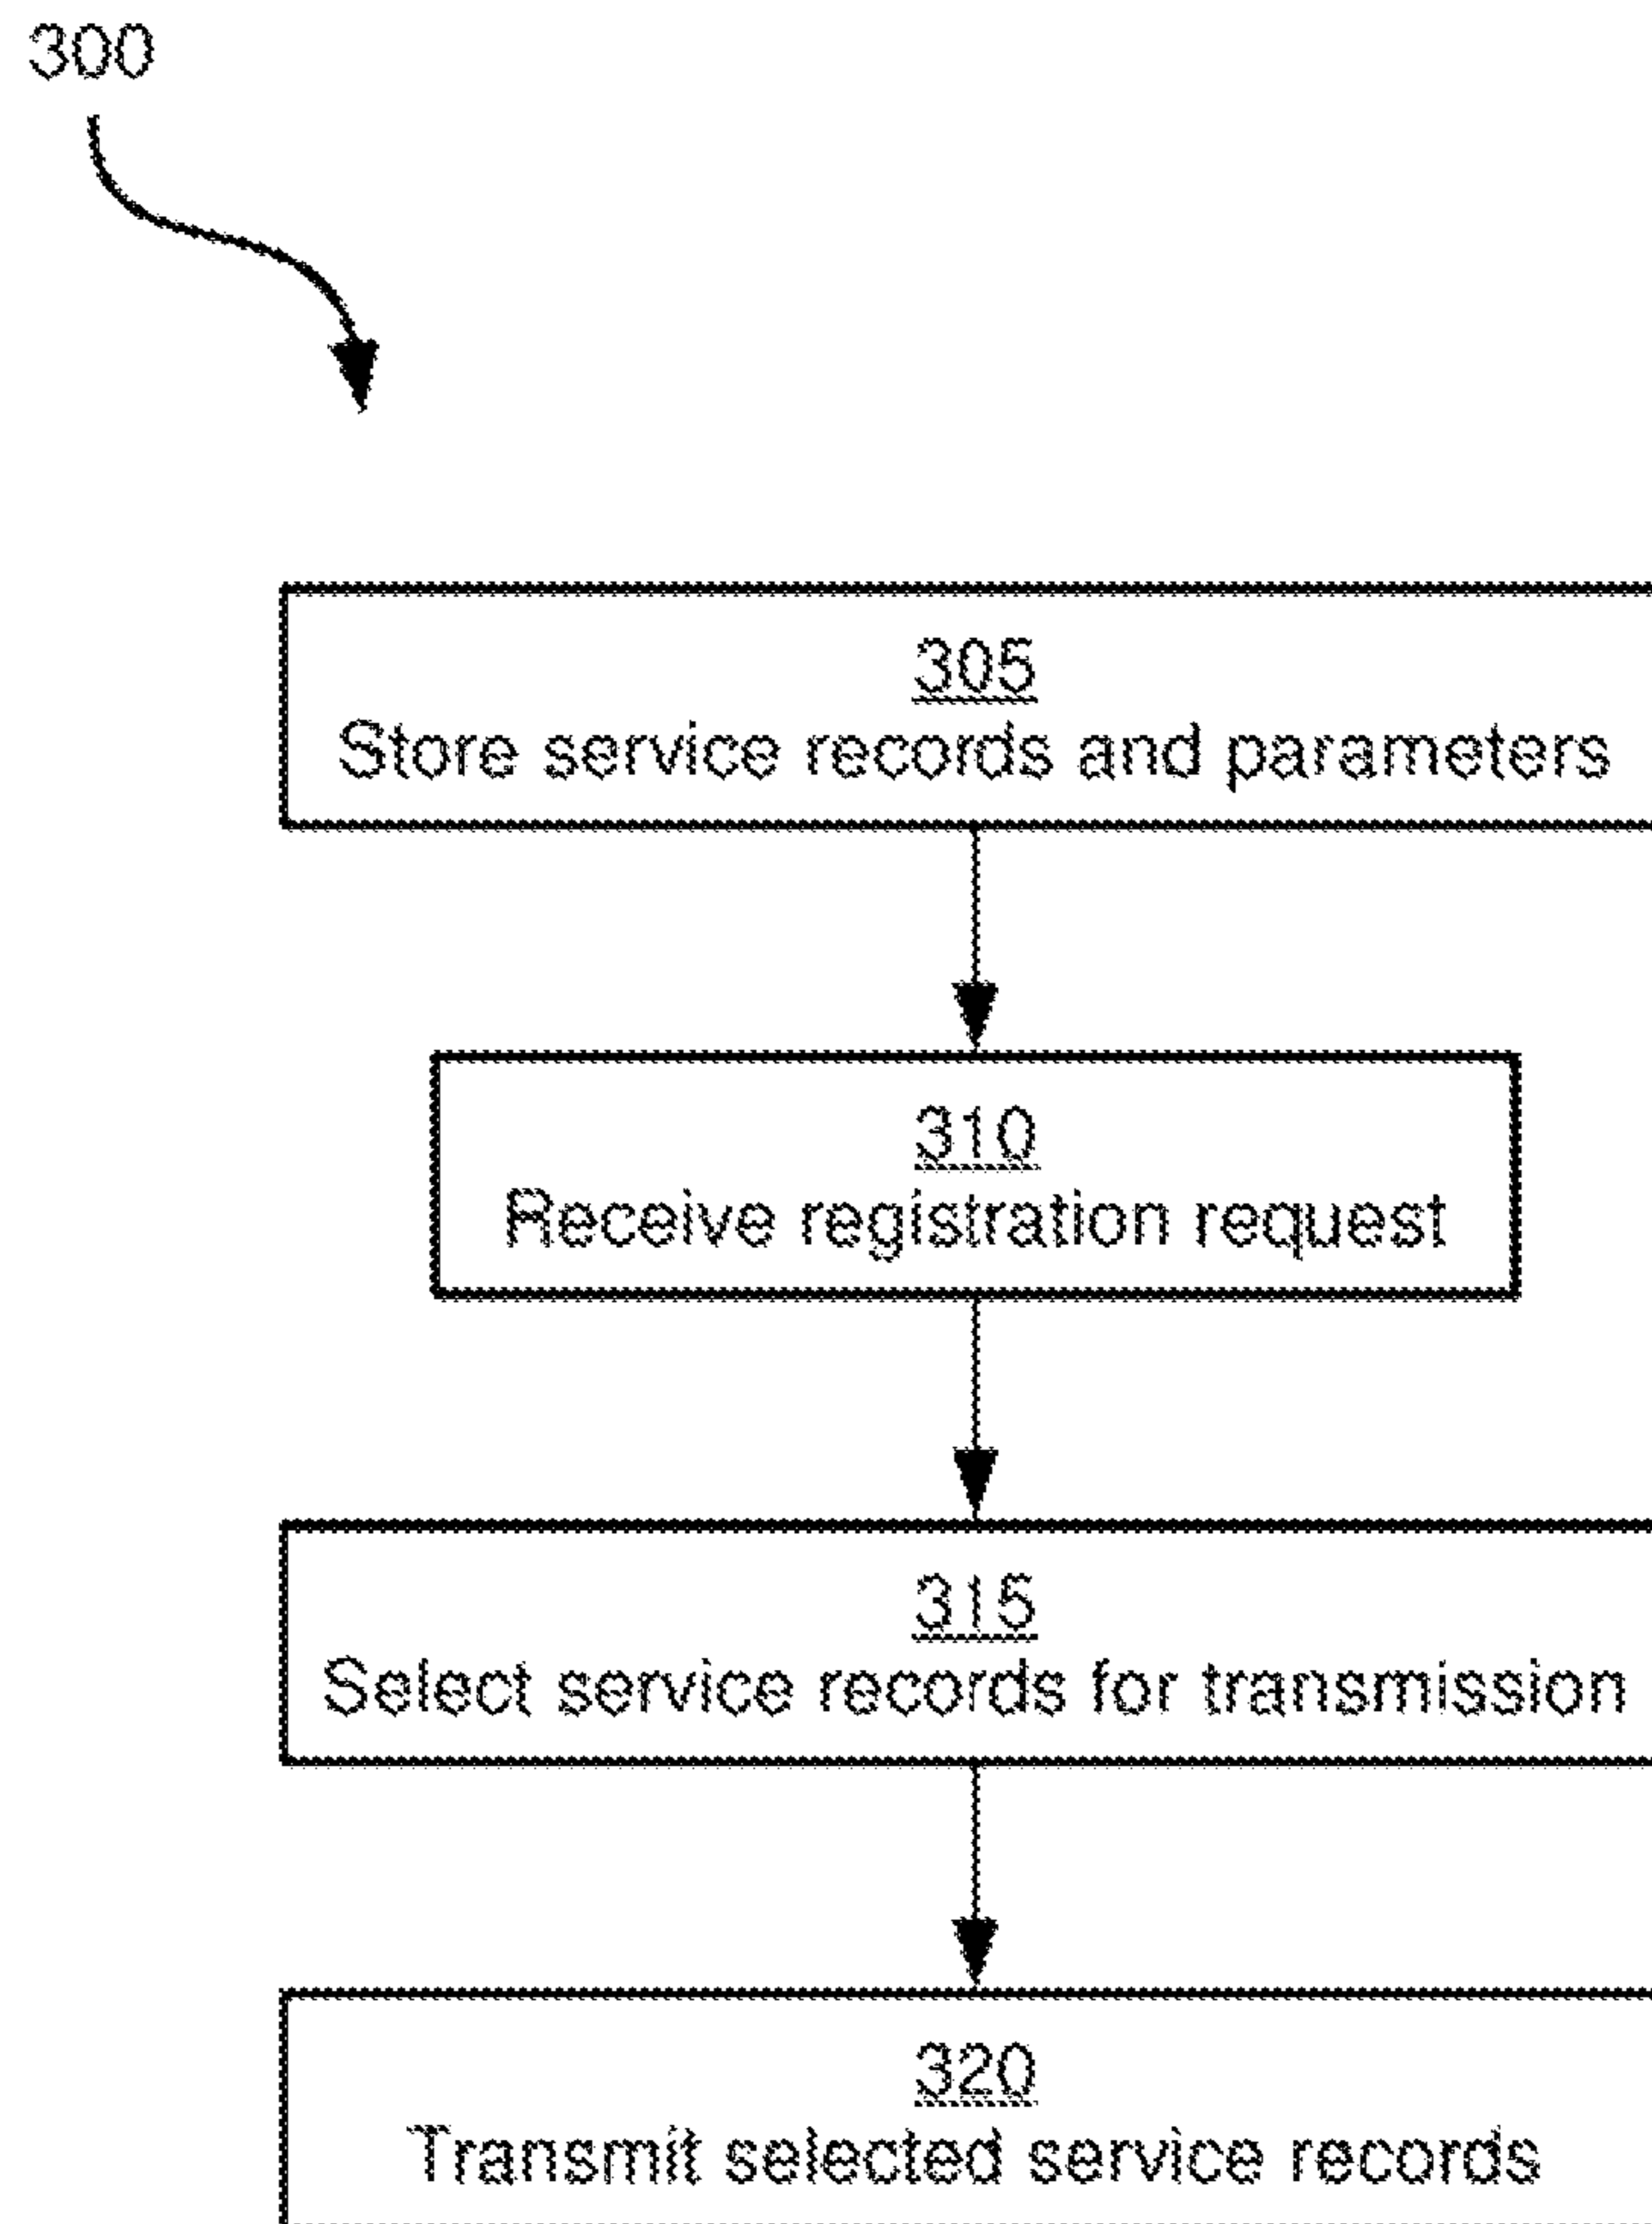 300
305
Store service records and parameters
310
Receive registration request
315
Select service records for transmission
320
Transmit selected service records